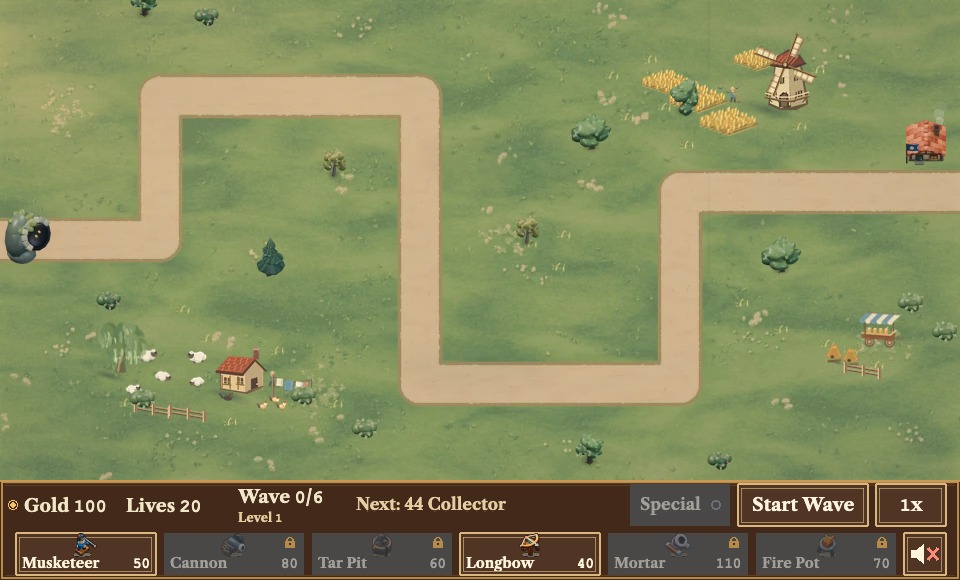 Gold 100
Lives 20
Wave 0/6
Level 1
Next: 44 Collector
Special
Start Wave
1x
Musketeer 50
Cannon 80
Tar Pit 60
Longbow 40
Mortar 110
Fire Pot 70